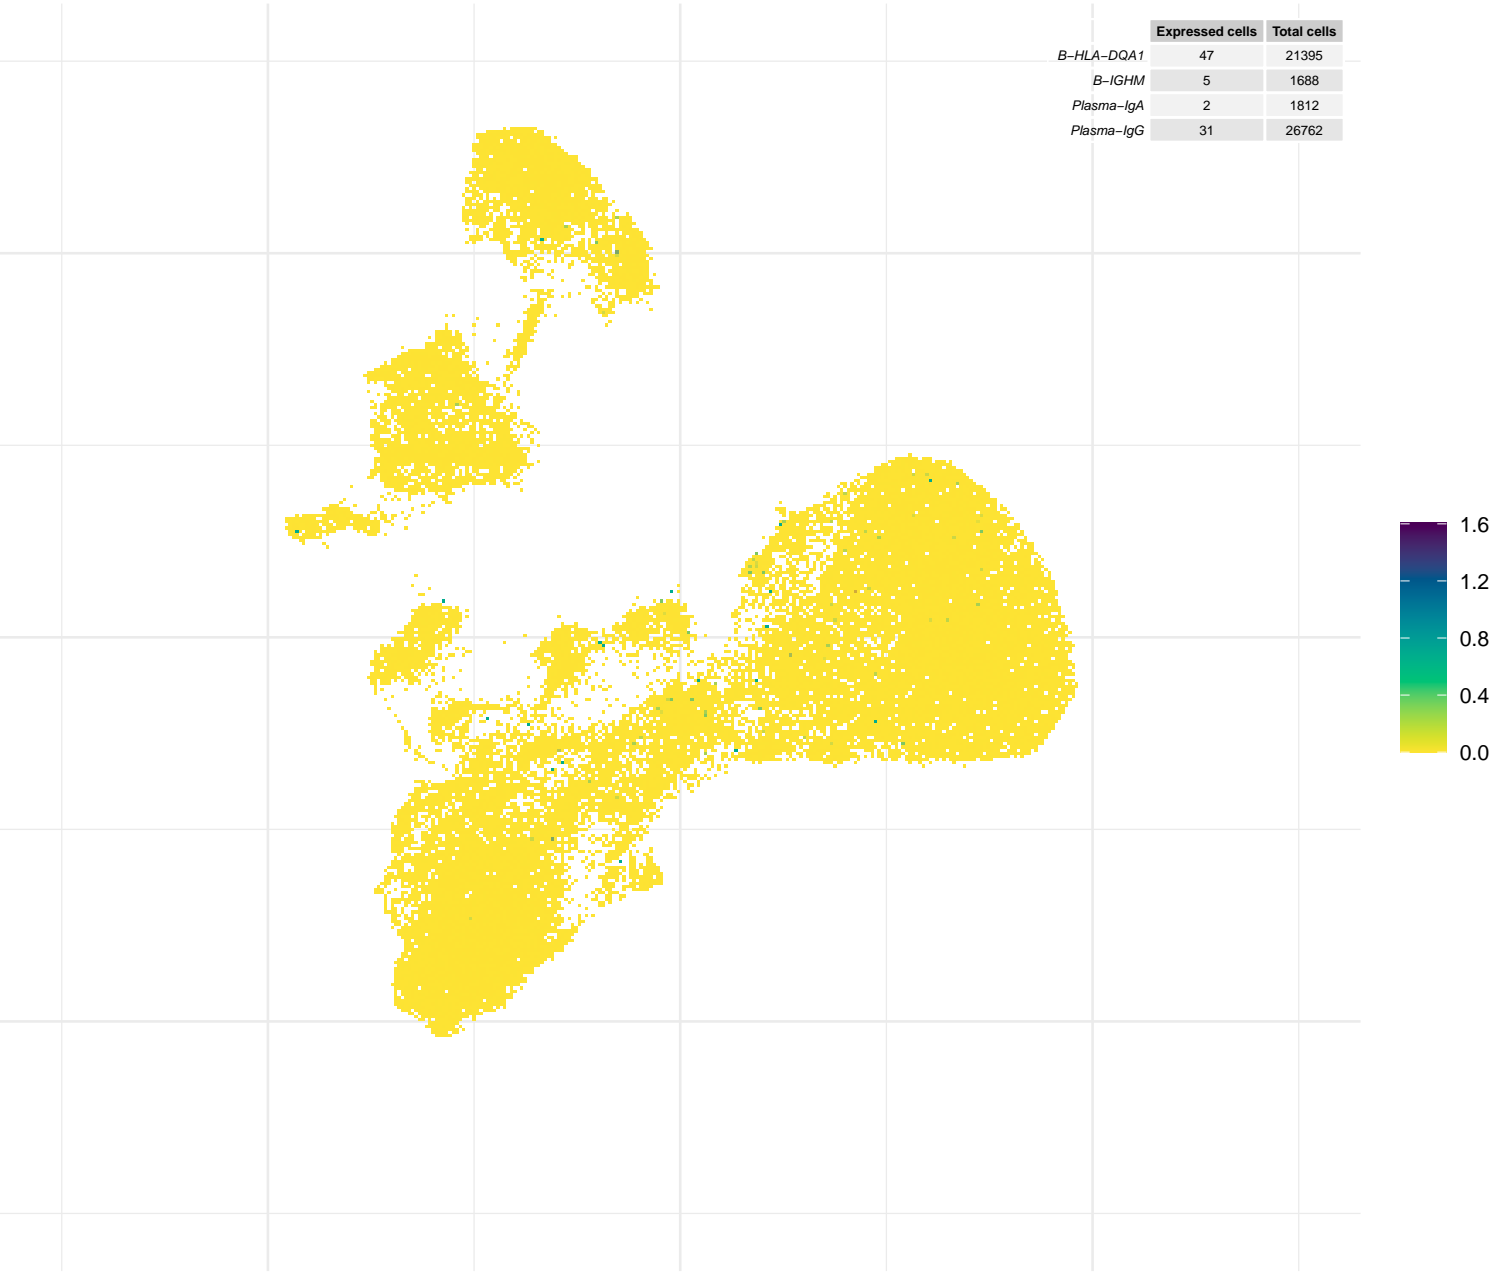 Expressed cells Total cells
B−HLA−DQA1 47 21395
B−IGHM 5 1688
Plasma−IgA 2 1812
Plasma−IgG 31 26762
1.6
1.2
0.8
0.4
0.0